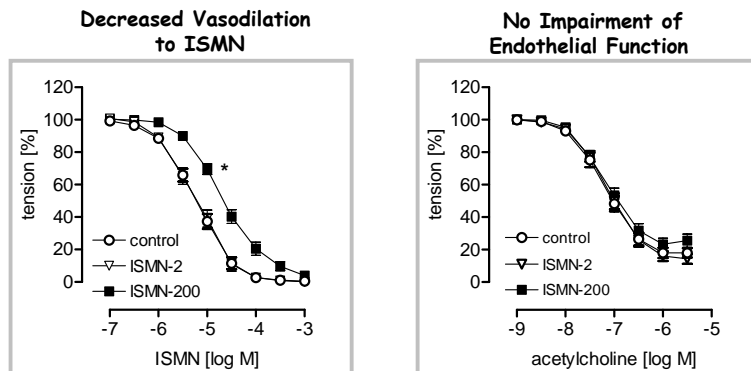 Decreased Vasodilation
to ISMN
120
100
80
60
40
20
0
tension [%]
*
control
ISMN-2
ISMN-200
-7 -6 -5 -4 -3
ISMN [log M]
No Impairment of
Endothelial Function
120
100
80
60
40
20
0
tension [%]
control
ISMN-2
ISMN-200
-9 -8 -7 -6 -5
acetylcholine [log M]